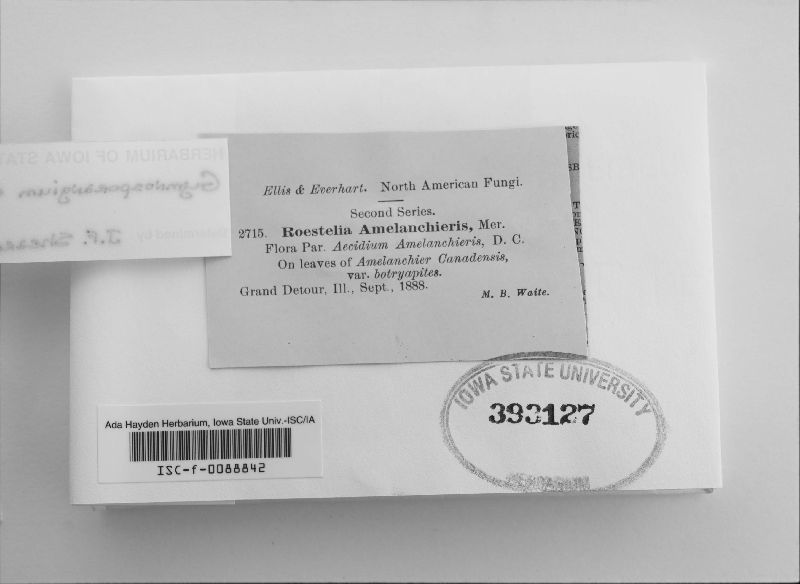 HERBARIUM OF IOWA STAT
Gymnosporangium
Determined by J.F.
Ellis & Everhart. North American Fungi.
Second Series.
2715. Roestelia Amelanchieris, Mer.
Flora Par. Aecidium Amelanchieris, D. C.
On leaves of Amelanchier Canadensis,
var. botryapites.
Grand Detour, Ill., Sept., 1888.
M. B. Waite.
Ada Hayden Herbarium, Iowa State Univ.-ISC/IA
ISC-f-0088842
IOWA STATE UNIVERSITY
393127
HERBARIUM